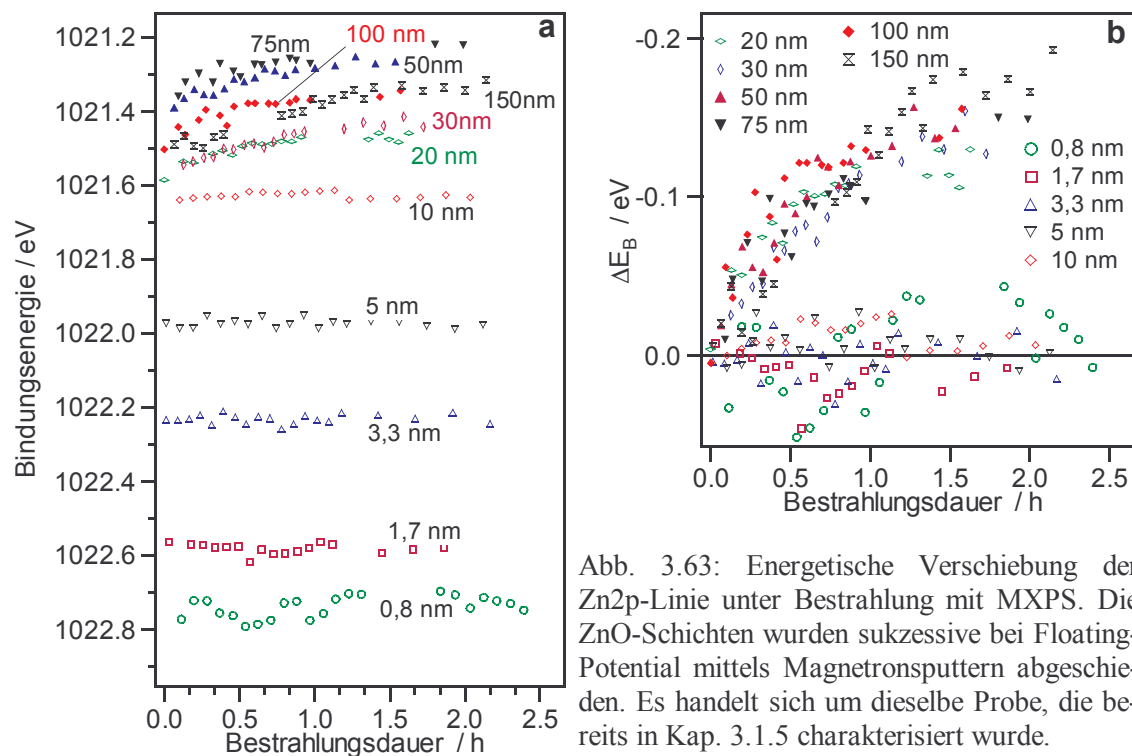 a
1021.2
1021.4
1021.6
1021.8
1022.0
1022.2
1022.4
1022.6
1022.8
Bindungsenergie / eV
75nm
100 nm
50nm
150nm
30nm
20 nm
10 nm
5 nm
3,3 nm
1,7 nm
0,8 nm
0.0 0.5 1.0 1.5 2.0 2.5
Bestrahlungsdauer / h
b
-0.2
-0.1
0.0
ΔE_B / eV
20 nm
30 nm
50 nm
75 nm
100 nm
150 nm
0,8 nm
1,7 nm
3,3 nm
5 nm
10 nm
0.0 0.5 1.0 1.5 2.0 2.5
Bestrahlungsdauer / h
Abb. 3.63: Energetische Verschiebung der
Zn2p-Linie unter Bestrahlung mit MXPS. Die
ZnO-Schichten wurden sukzessive bei Floating-
Potential mittels Magnetronsputtern abgeschie-
den. Es handelt sich um dieselbe Probe, die be-
reits in Kap. 3.1.5 charakterisiert wurde.